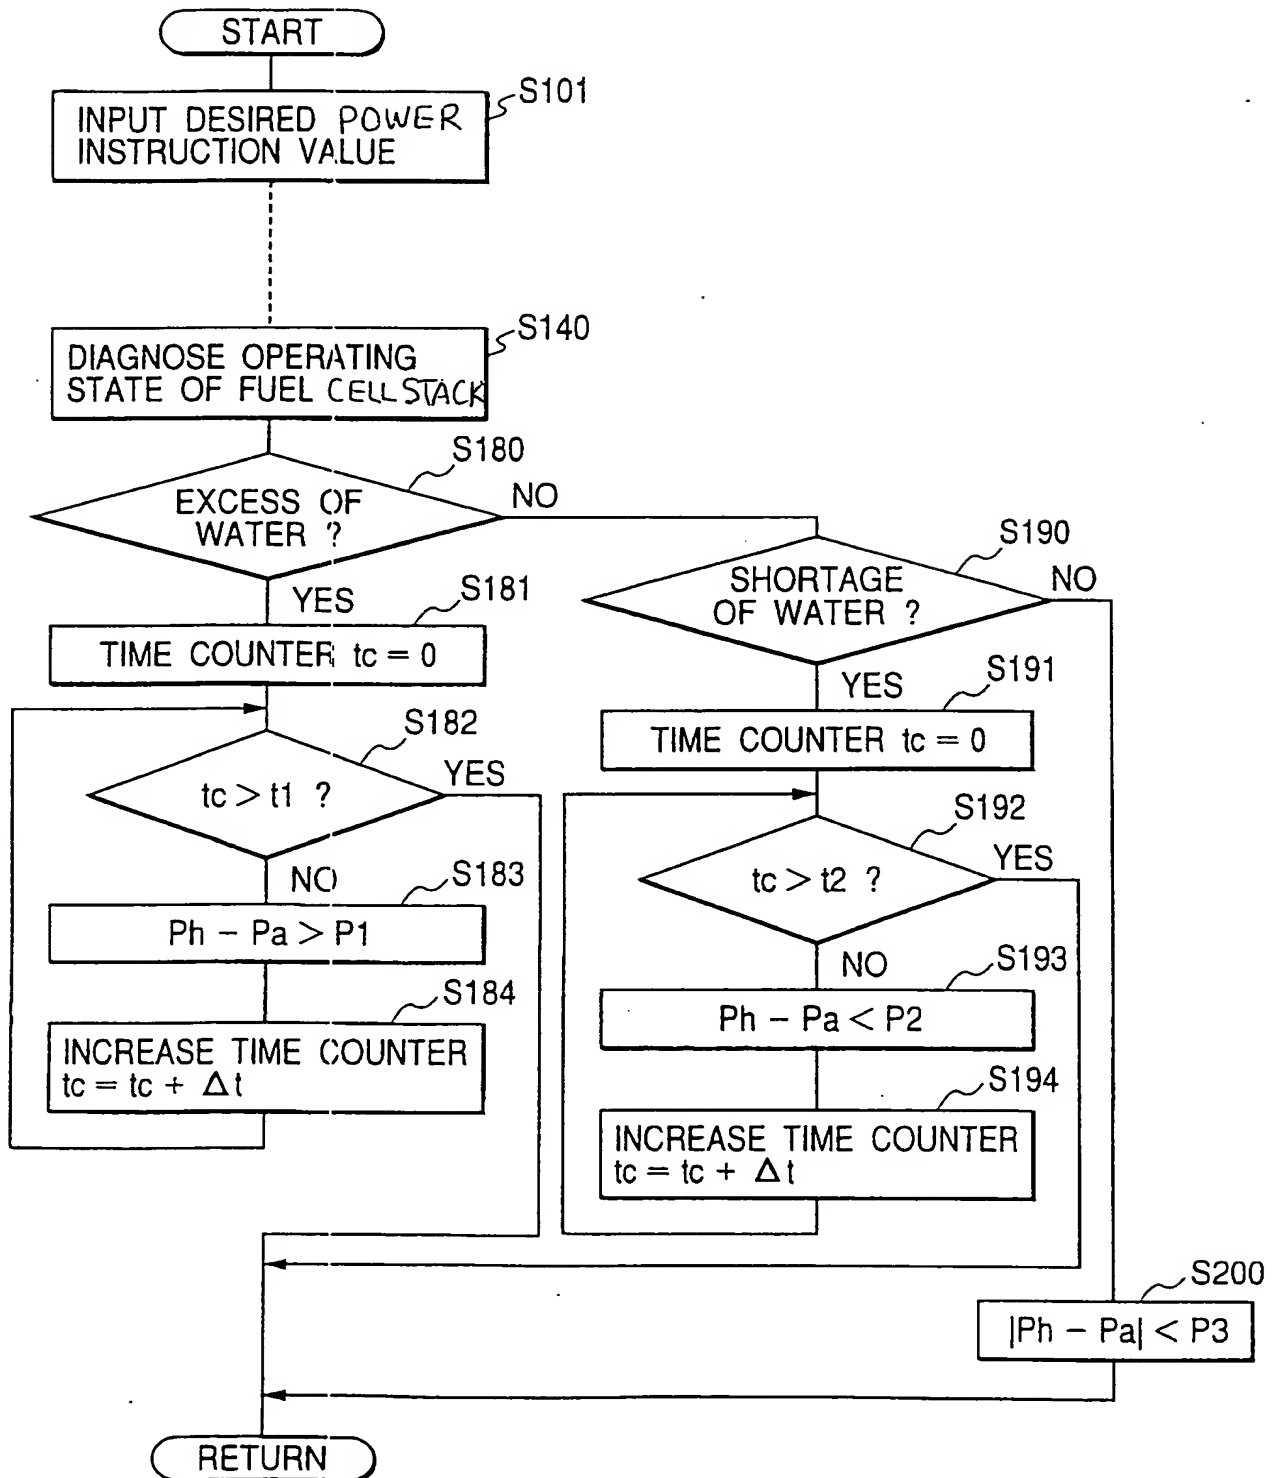 START
S101
INPUT DESIRED POWER
INSTRUCTION VALUE
S140
DIAGNOSE OPERATING
STATE OF FUEL CELL STACK
S180
EXCESS OF
WATER ?
NO
YES
S181
TIME COUNTER tc = 0
S182
tc > t1 ?
YES
NO
S183
Ph – Pa > P1
S184
INCREASE TIME COUNTER
tc = tc + Δt
S190
SHORTAGE
OF WATER ?
NO
YES
S191
TIME COUNTER tc = 0
S192
tc > t2 ?
YES
NO
S193
Ph – Pa < P2
S194
INCREASE TIME COUNTER
tc = tc + Δt
S200
|Ph – Pa| < P3
RETURN